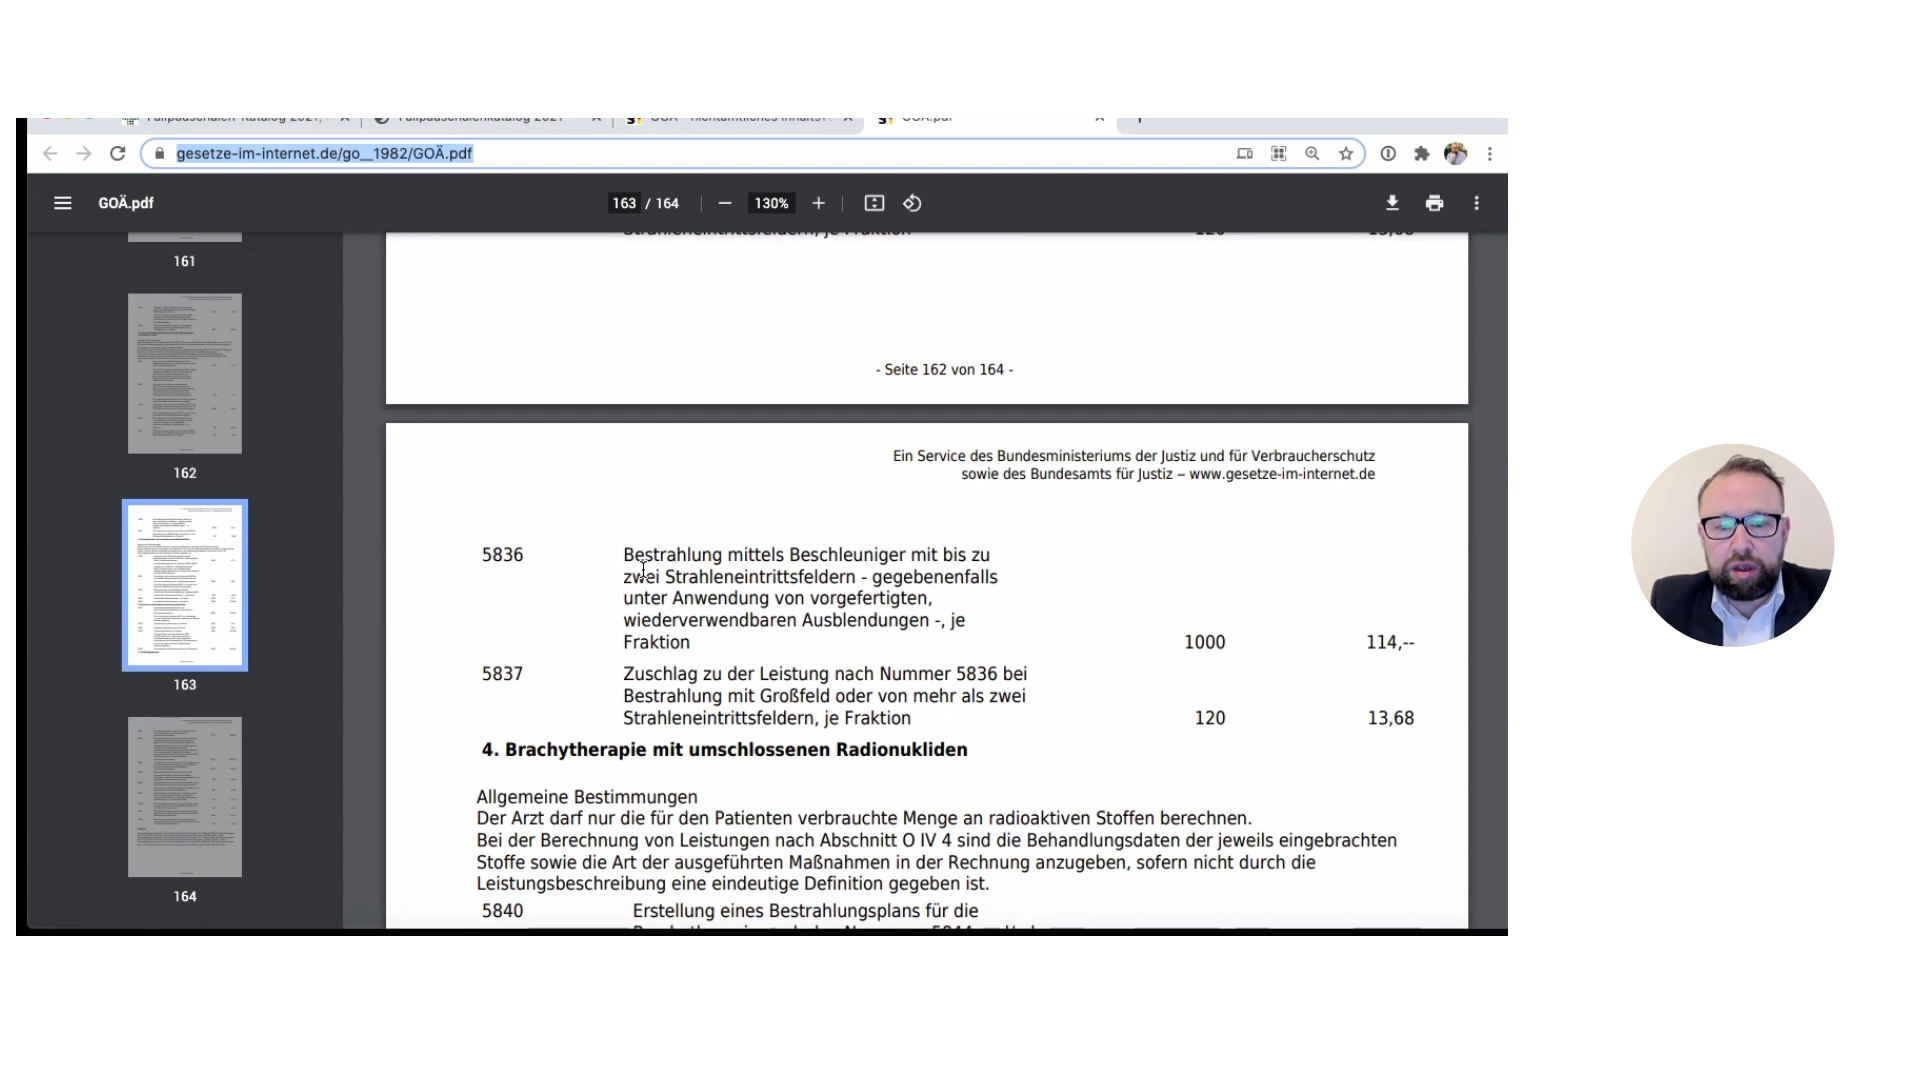 Fallpauschalen-Katalog 2021,
Fallpauschalenkatalog 2021
GOÄ - nichtamtliches Inhaltsve
GOÄ.pdf
gesetze-im-internet.de/go__1982/GOÄ.pdf
GOÄ.pdf
163 / 164
130%
161
162
163
164
Strahleneintrittsfeldern, je Fraktion 120 13,68
- Seite 162 von 164 -
Ein Service des Bundesministeriums der Justiz und für Verbraucherschutz
sowie des Bundesamts für Justiz – www.gesetze-im-internet.de
5836 Bestrahlung mittels Beschleuniger mit bis zu
zwei Strahleneintrittsfeldern - gegebenenfalls
unter Anwendung von vorgefertigten,
wiederverwendbaren Ausblendungen -, je
Fraktion 1000 114,--
5837 Zuschlag zu der Leistung nach Nummer 5836 bei
Bestrahlung mit Großfeld oder von mehr als zwei
Strahleneintrittsfeldern, je Fraktion 120 13,68
4. Brachytherapie mit umschlossenen Radionukliden
Allgemeine Bestimmungen
Der Arzt darf nur die für den Patienten verbrauchte Menge an radioaktiven Stoffen berechnen.
Bei der Berechnung von Leistungen nach Abschnitt O IV 4 sind die Behandlungsdaten der jeweils eingebrachten
Stoffe sowie die Art der ausgeführten Maßnahmen in der Rechnung anzugeben, sofern nicht durch die
Leistungsbeschreibung eine eindeutige Definition gegeben ist.
5840 Erstellung eines Bestrahlungsplans für die